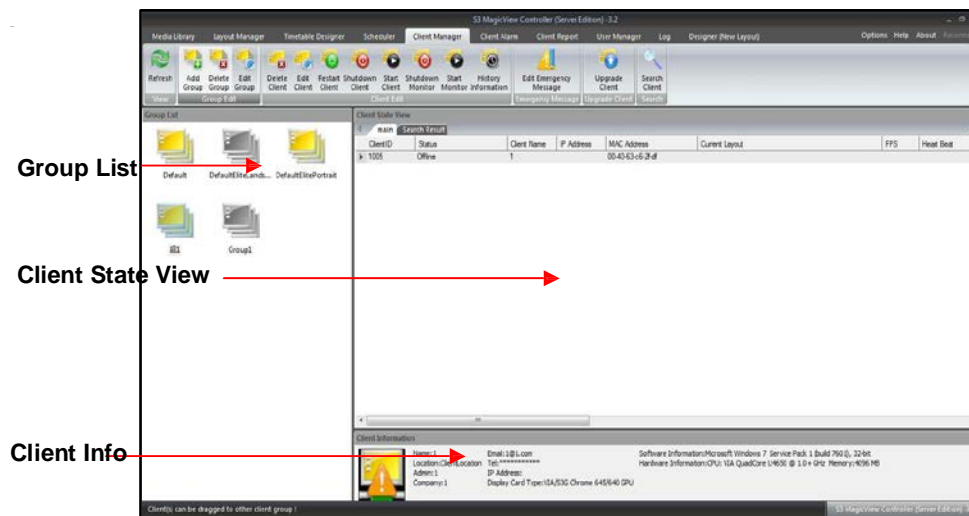 S3 MagicView Controller (Server Edition) -3.2
Media Library Layout Manager Timetable Designer Scheduler Client Manager Client Alarm Client Report User Manager Log Designer (New Layout) Options Help About
Refresh Add Group Delete Group Edit Group Delete Client Edit Client Restart Client Shutdown Client Start Client Shutdown Monitor Start Monitor History Information Edit Emergency Message Upgrade Client Search Client
View Group Edit Client Edit Emergency Message Upgrade Client Search
Group List Client State View
main Search Result
ClientID Status Client Name IP Address MAC Address Current Layout FPS Heat Beat
1005 Offline 1 00-40-63-c6-2f-df
Group List
Default DefaultEliteLands... DefaultElitePortrait
组1 Group1
Client State View
Client Info
Client Information
Name:1 Email:1@1.com Software Information:Microsoft Windows 7 Service Pack 1 (build 7601), 32-bit
Location:ClientLocation Tel:*********** Hardware Information:CPU: VIA QuadCore L4650 @ 1.0+ GHz Memory:4096 MB
Admin:1 IP Address:
Company:1 Display Card Type:VIA/S3G Chrome 645/640 GPU
Client(s) can be dragged to other client group ! S3 MagicView Controller (Server Edition)